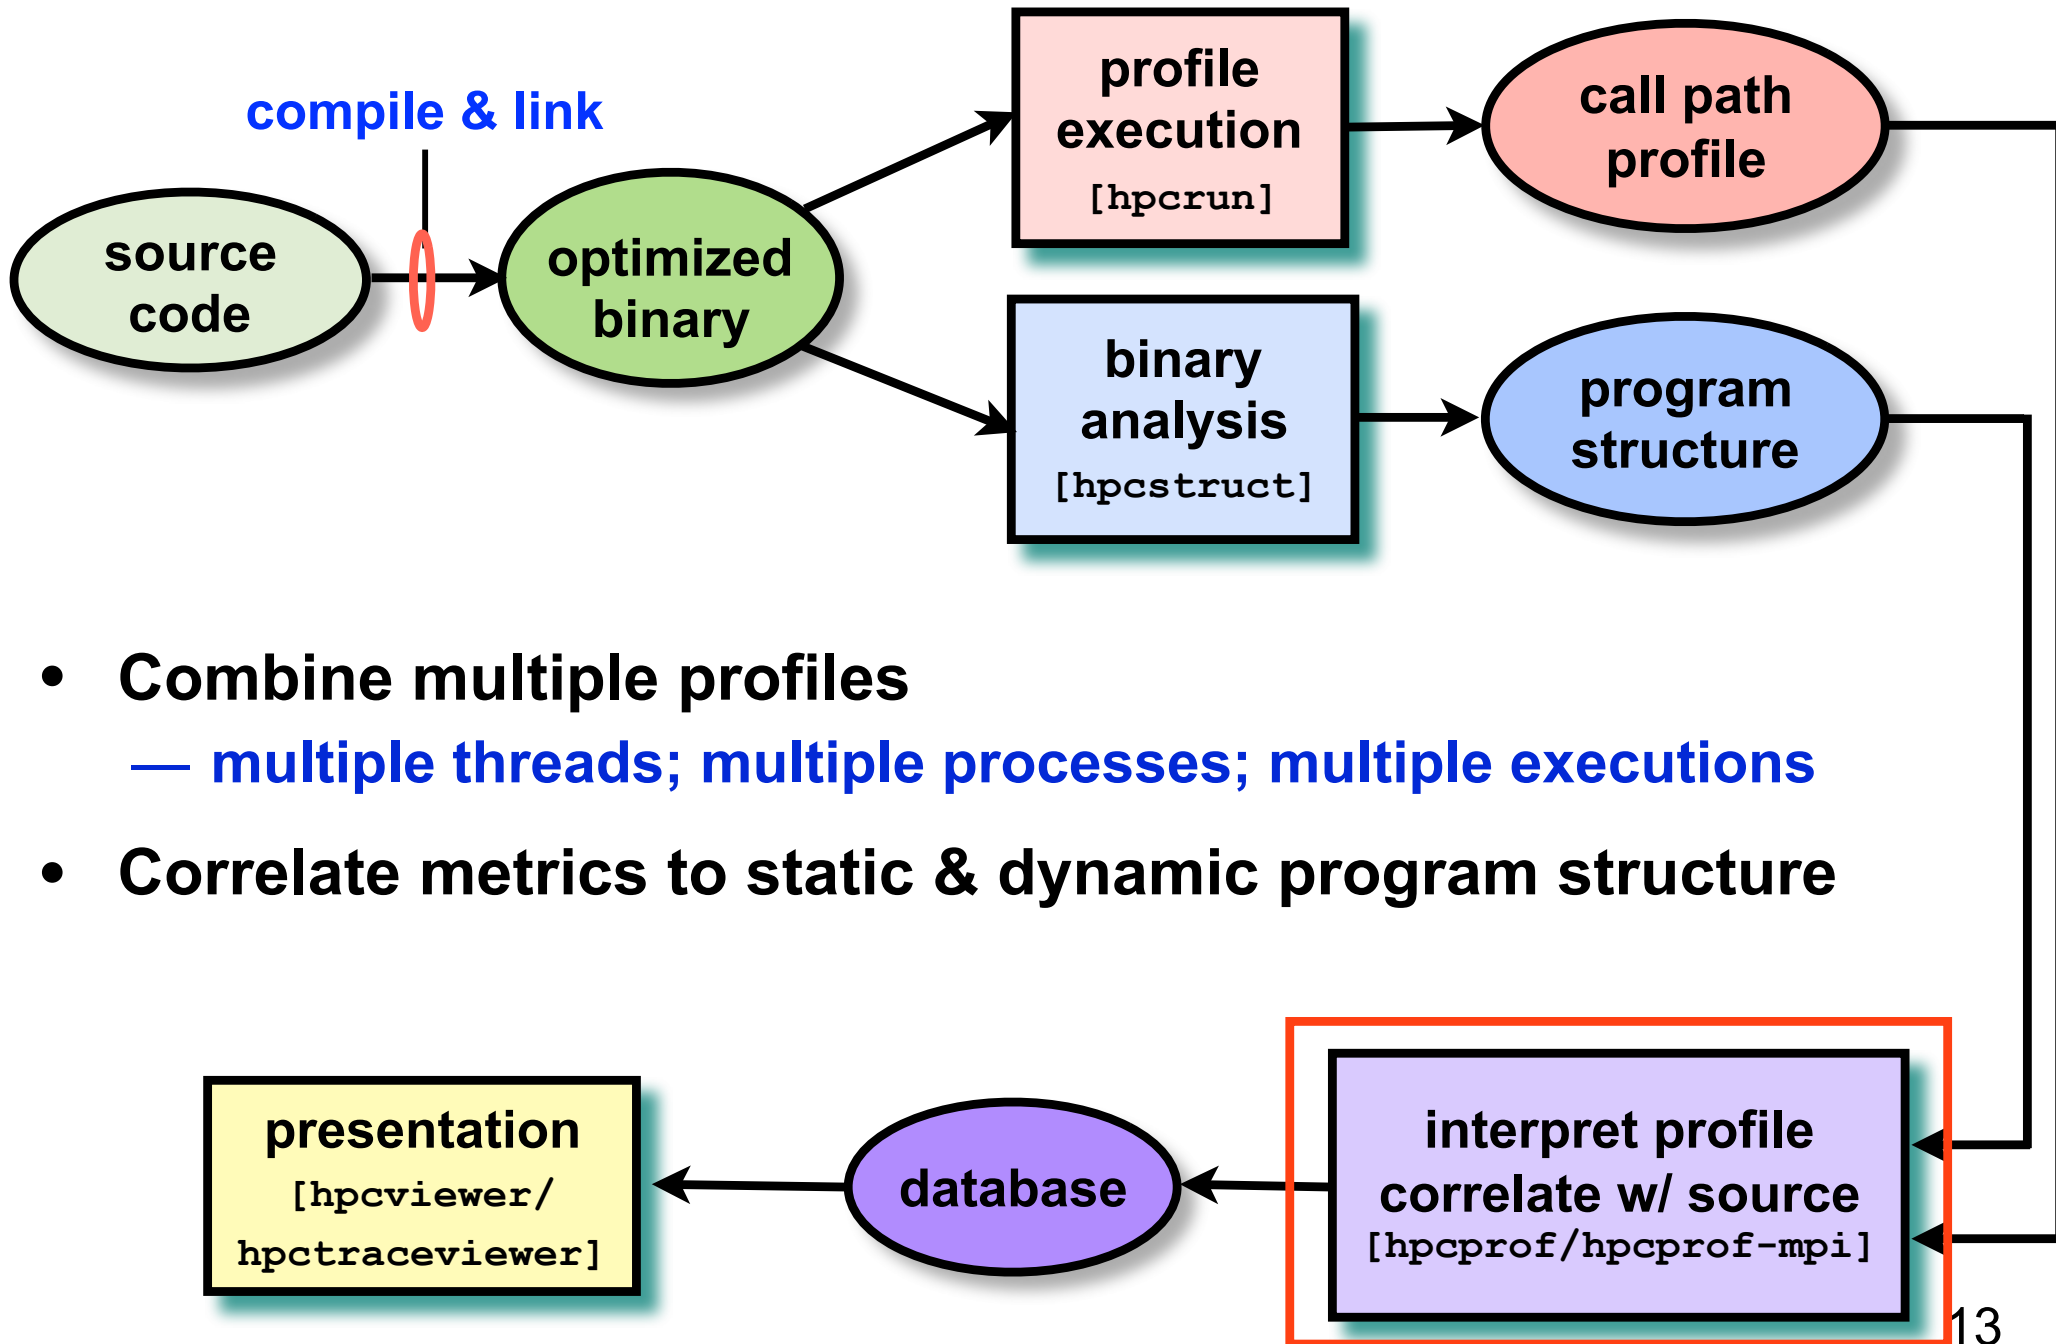 compile & link
source
code
optimized
binary
profile
execution
[hpcrun]
call path
profile
binary
analysis
[hpcstruct]
program
structure
• Combine multiple profiles
— multiple threads; multiple processes; multiple executions
• Correlate metrics to static & dynamic program structure
presentation
[hpcviewer/
hpctraceviewer]
database
interpret profile
correlate w/ source
[hpcprof/hpcprof-mpi]
13